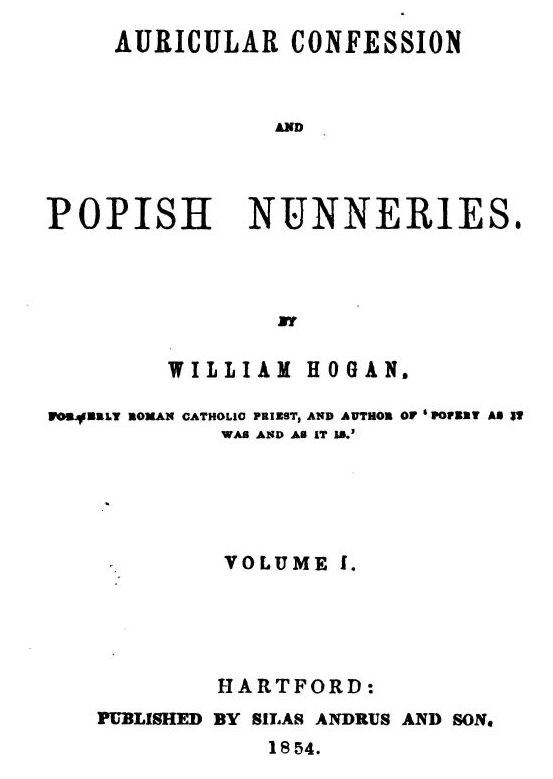 AURICULAR CONFESSION
AND
POPISH NUNNERIES.
BY
WILLIAM HOGAN,
FORMERLY ROMAN CATHOLIC PRIEST, AND AUTHOR OF ‘POPERY AS IT
WAS AND AS IT IS.’
VOLUME I.
HARTFORD:
PUBLISHED BY SILAS ANDRUS AND SON.
1854.